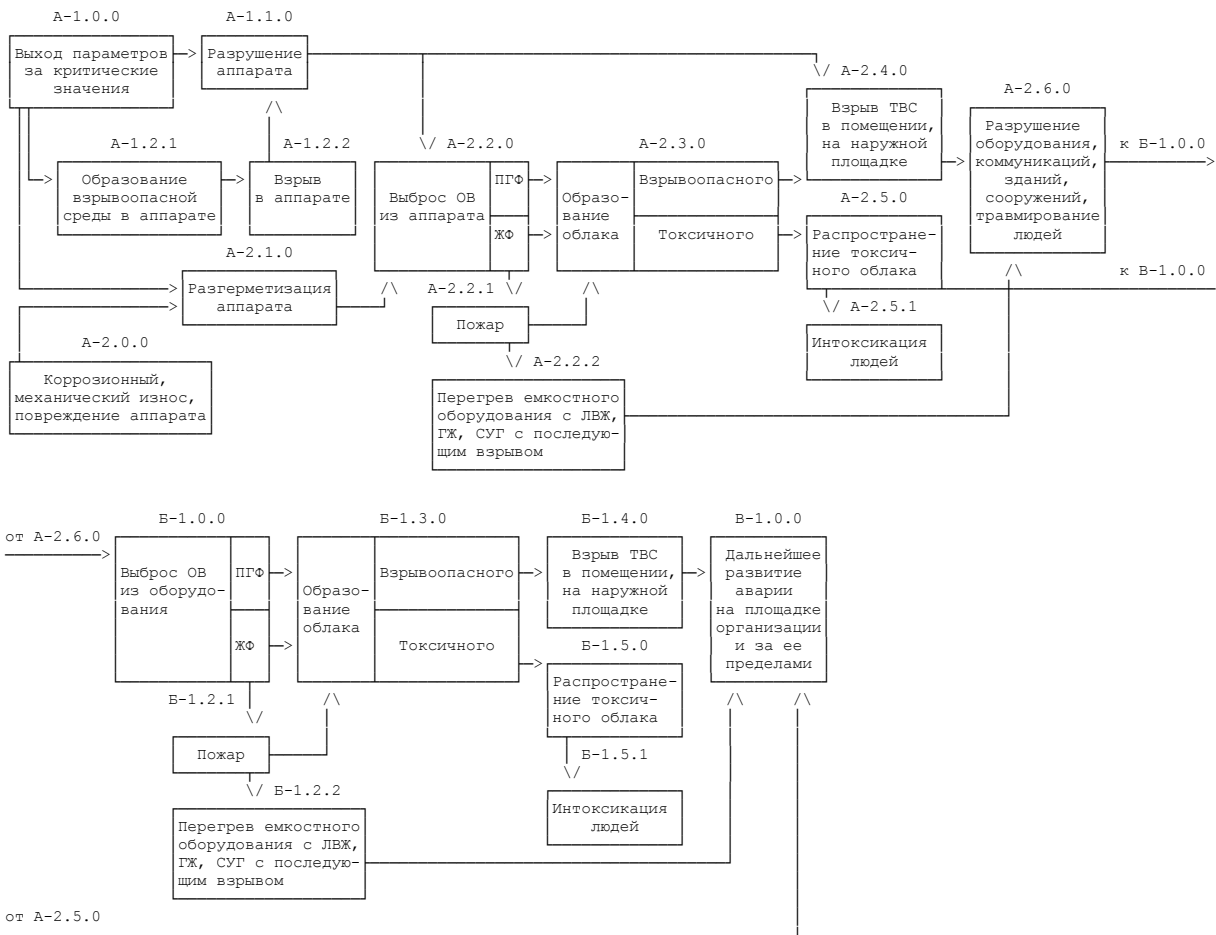 А-1.0.0
А-1.1.0
Выход параметров
за критические
значения
Разрушение
аппарата
А-2.4.0
Взрыв ТВС
в помещении,
на наружной
площадке
А-2.6.0
Разрушение
оборудования,
коммуникаций,
зданий,
сооружений,
травмирование
людей
к Б-1.0.0
А-1.2.1
Образование
взрывоопасной
среды в аппарате
А-1.2.2
Взрыв
в аппарате
А-2.2.0
Выброс ОВ
из аппарата
ПГФ
ЖФ
А-2.3.0
Образо-
вание
облака
Взрывоопасного
Токсичного
А-2.5.0
Распростране-
ние токсич-
ного облака
к В-1.0.0
А-2.1.0
Разгерметизация
аппарата
А-2.2.1
Пожар
А-2.5.1
Интоксикация
людей
А-2.0.0
Коррозионный,
механический износ,
повреждение аппарата
А-2.2.2
Перегрев емкостного
оборудования с ЛВЖ,
ГЖ, СУГ с последую-
щим взрывом
от А-2.6.0
Б-1.0.0
Выброс ОВ
из оборудо-
вания
ПГФ
ЖФ
Б-1.3.0
Образо-
вание
облака
Взрывоопасного
Токсичного
Б-1.4.0
Взрыв ТВС
в помещении,
на наружной
площадке
В-1.0.0
Дальнейшее
развитие
аварии
на площадке
организации
и за ее
пределами
Б-1.5.0
Распростране-
ние токсич-
ного облака
Б-1.2.1
Пожар
Б-1.5.1
Интоксикация
людей
Б-1.2.2
Перегрев емкостного
оборудования с ЛВЖ,
ГЖ, СУГ с последую-
щим взрывом
от А-2.5.0